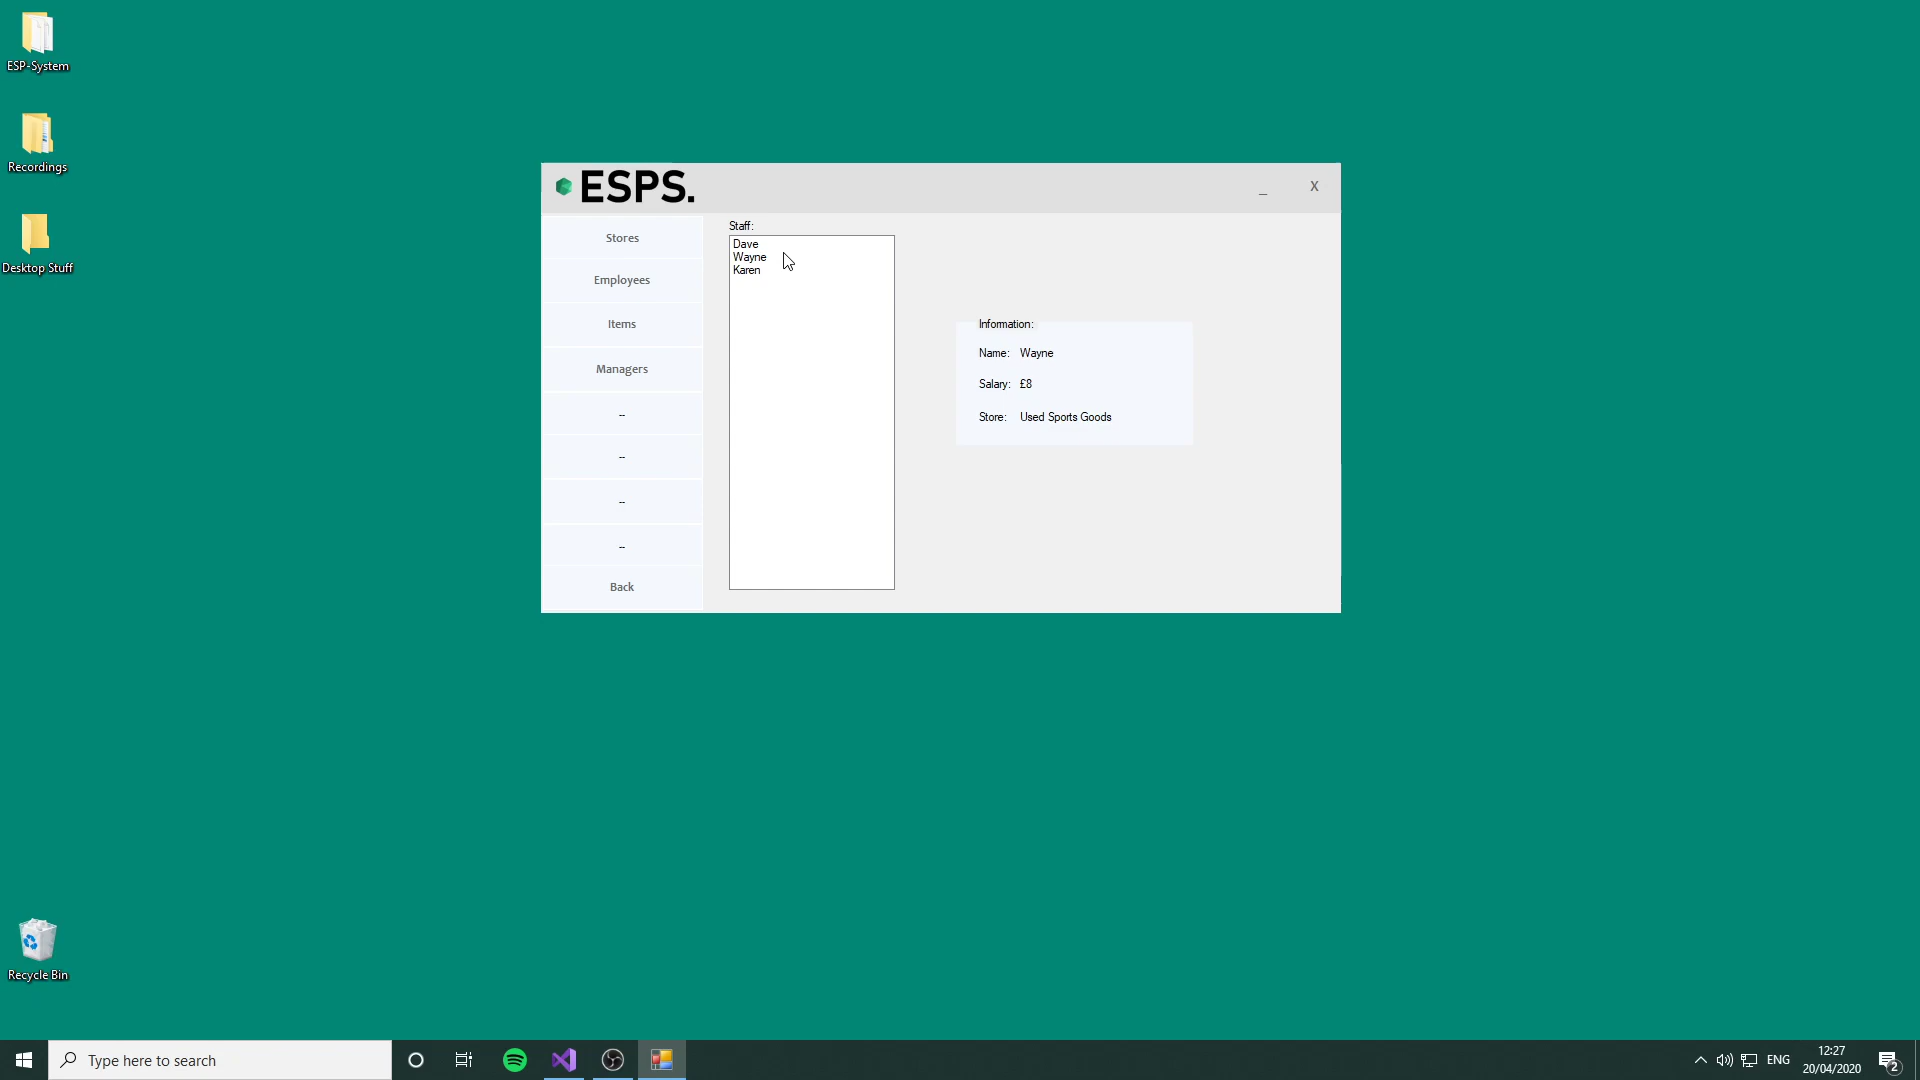 ESP-System
Recordings
Desktop Stuff
Recycle Bin
ESPS.
_ X
Stores
Employees
Items
Managers
--
--
--
--
Back
Staff:
Dave
Wayne
Karen
Information:
Name: Wayne
Salary: £8
Store: Used Sports Goods
Type here to search
ENG
12:27
20/04/2020
2